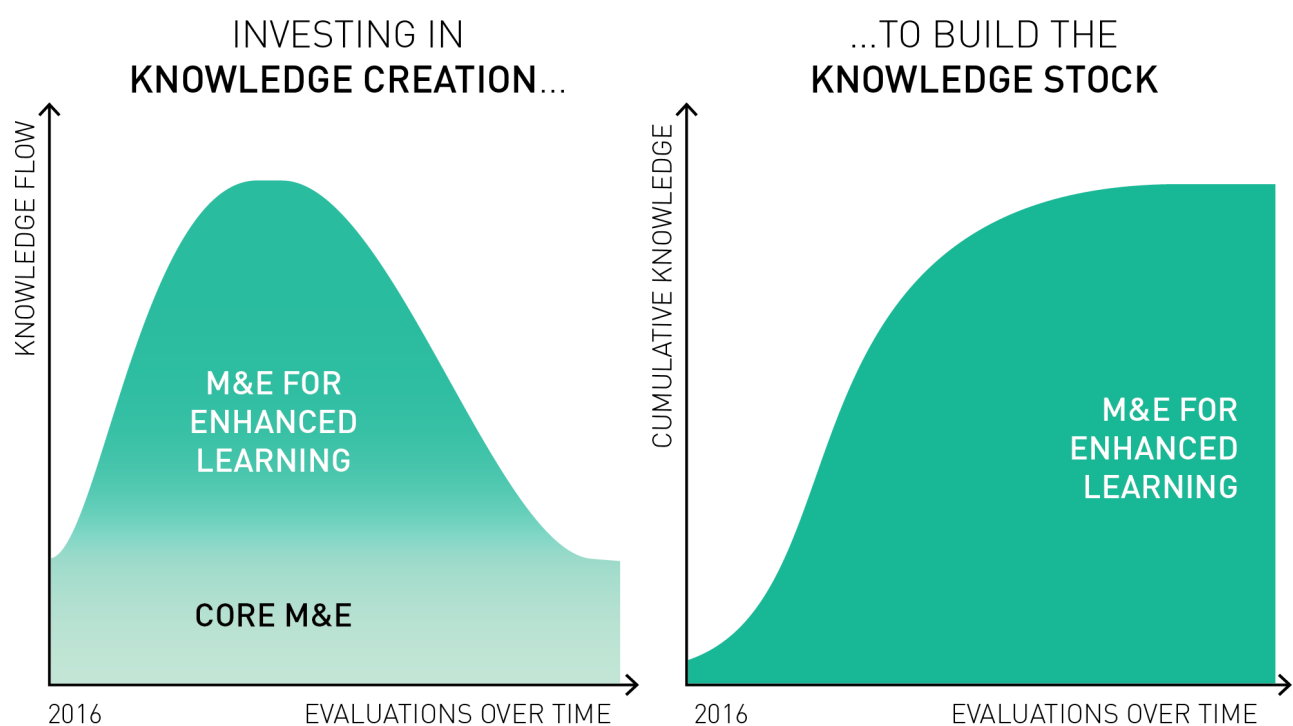 INVESTING IN
KNOWLEDGE CREATION...
KNOWLEDGE FLOW
M&E FOR
ENHANCED
LEARNING
CORE M&E
2016
EVALUATIONS OVER TIME
...TO BUILD THE
KNOWLEDGE STOCK
CUMULATIVE KNOWLEDGE
M&E FOR
ENHANCED
LEARNING
2016
EVALUATIONS OVER TIME